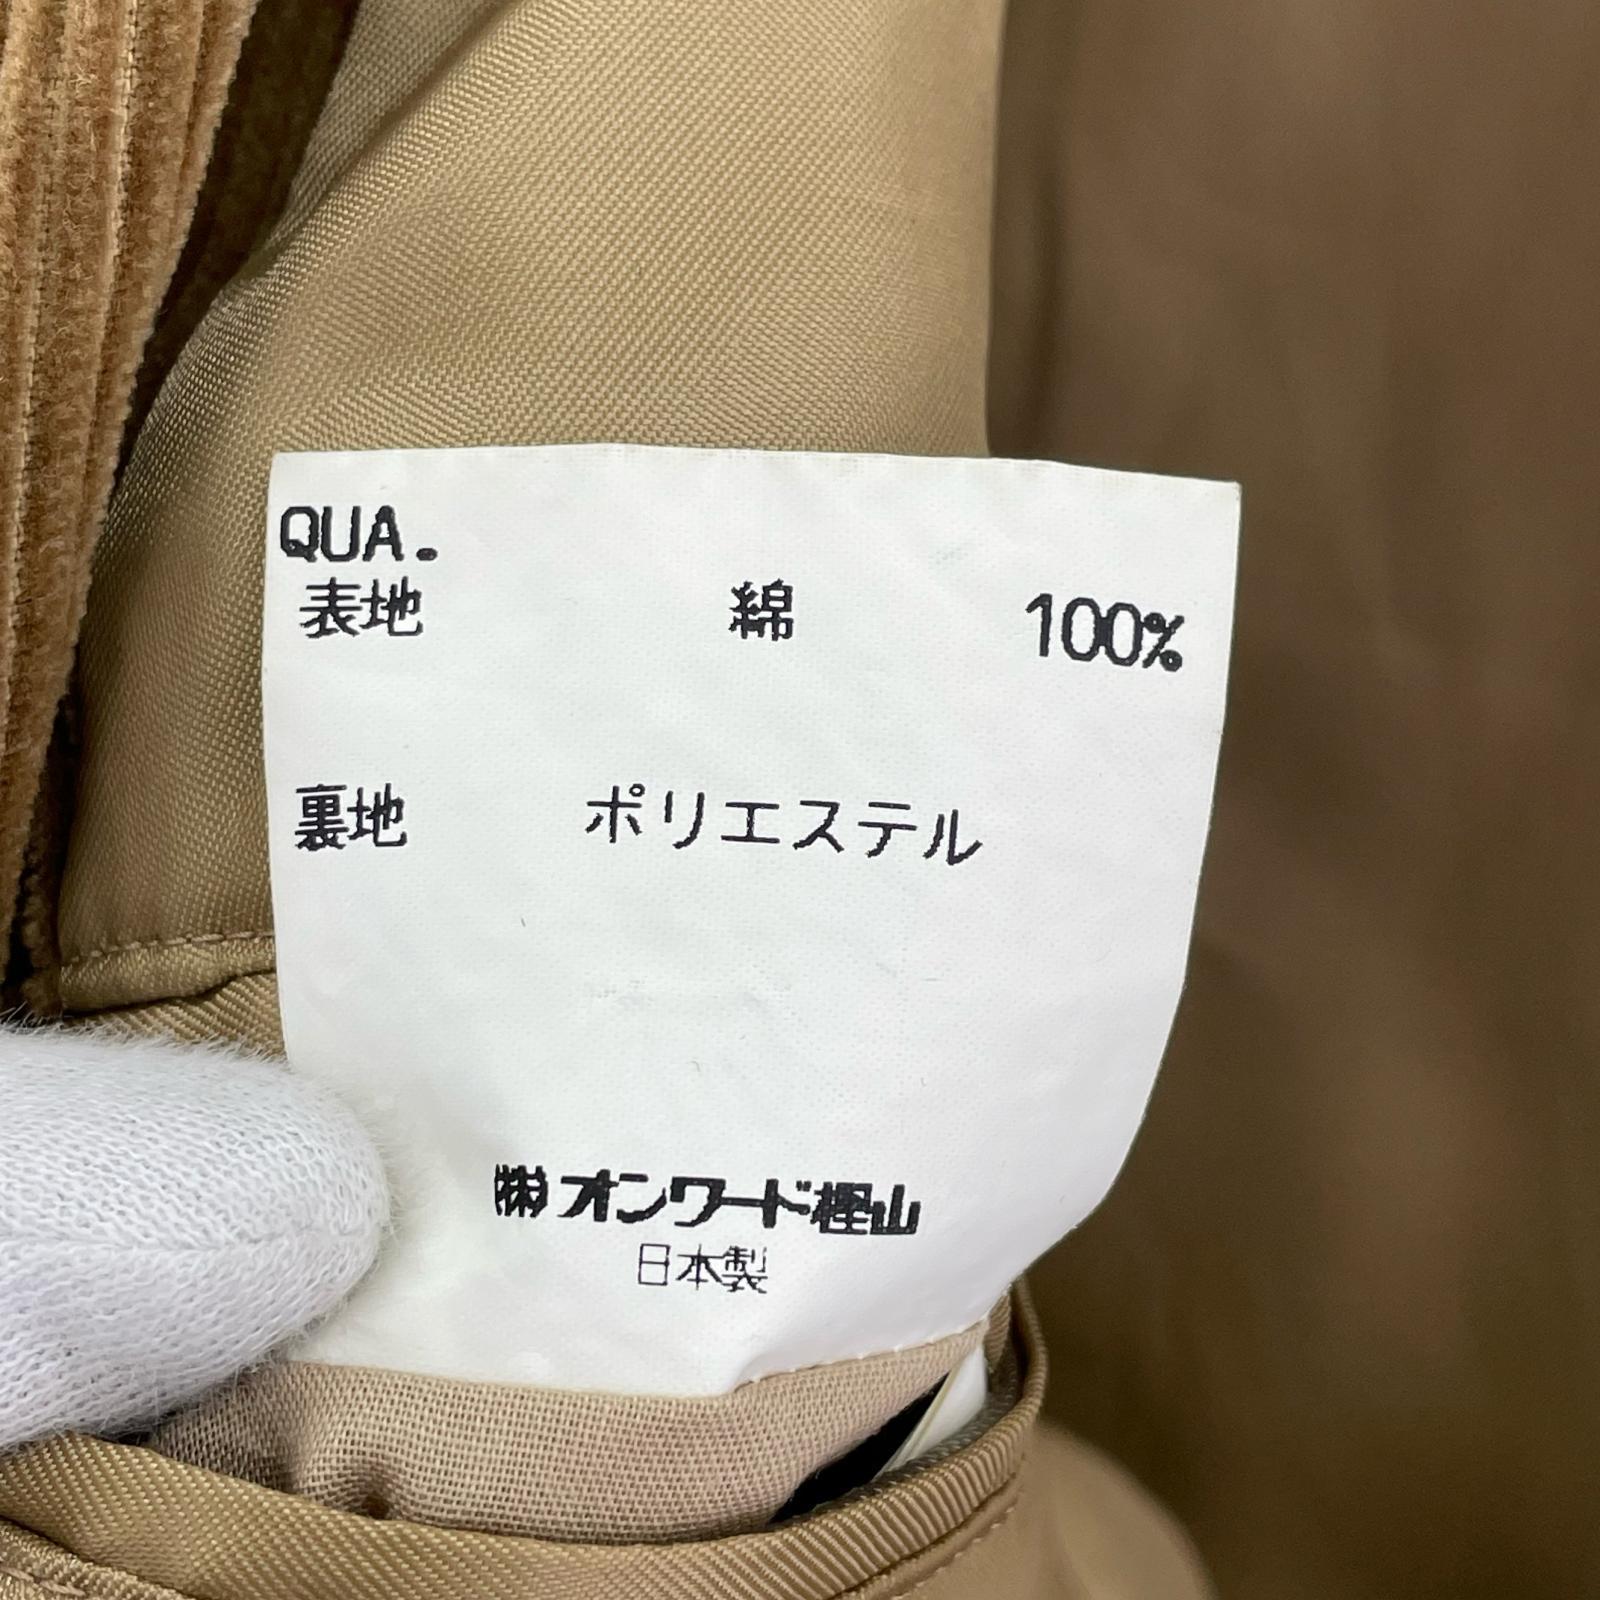 QUA.
表地 綿 100%
裏地 ポリエステル
㈱オンワード樫山
日本製